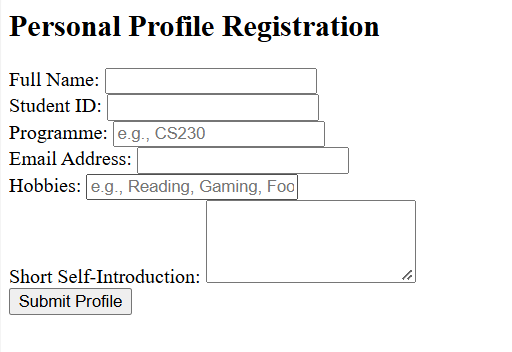 Personal Profile Registration
Full Name:
Student ID:
Programme: e.g., CS230
Email Address:
Hobbies: e.g., Reading, Gaming, Foo
Short Self-Introduction:
Submit Profile